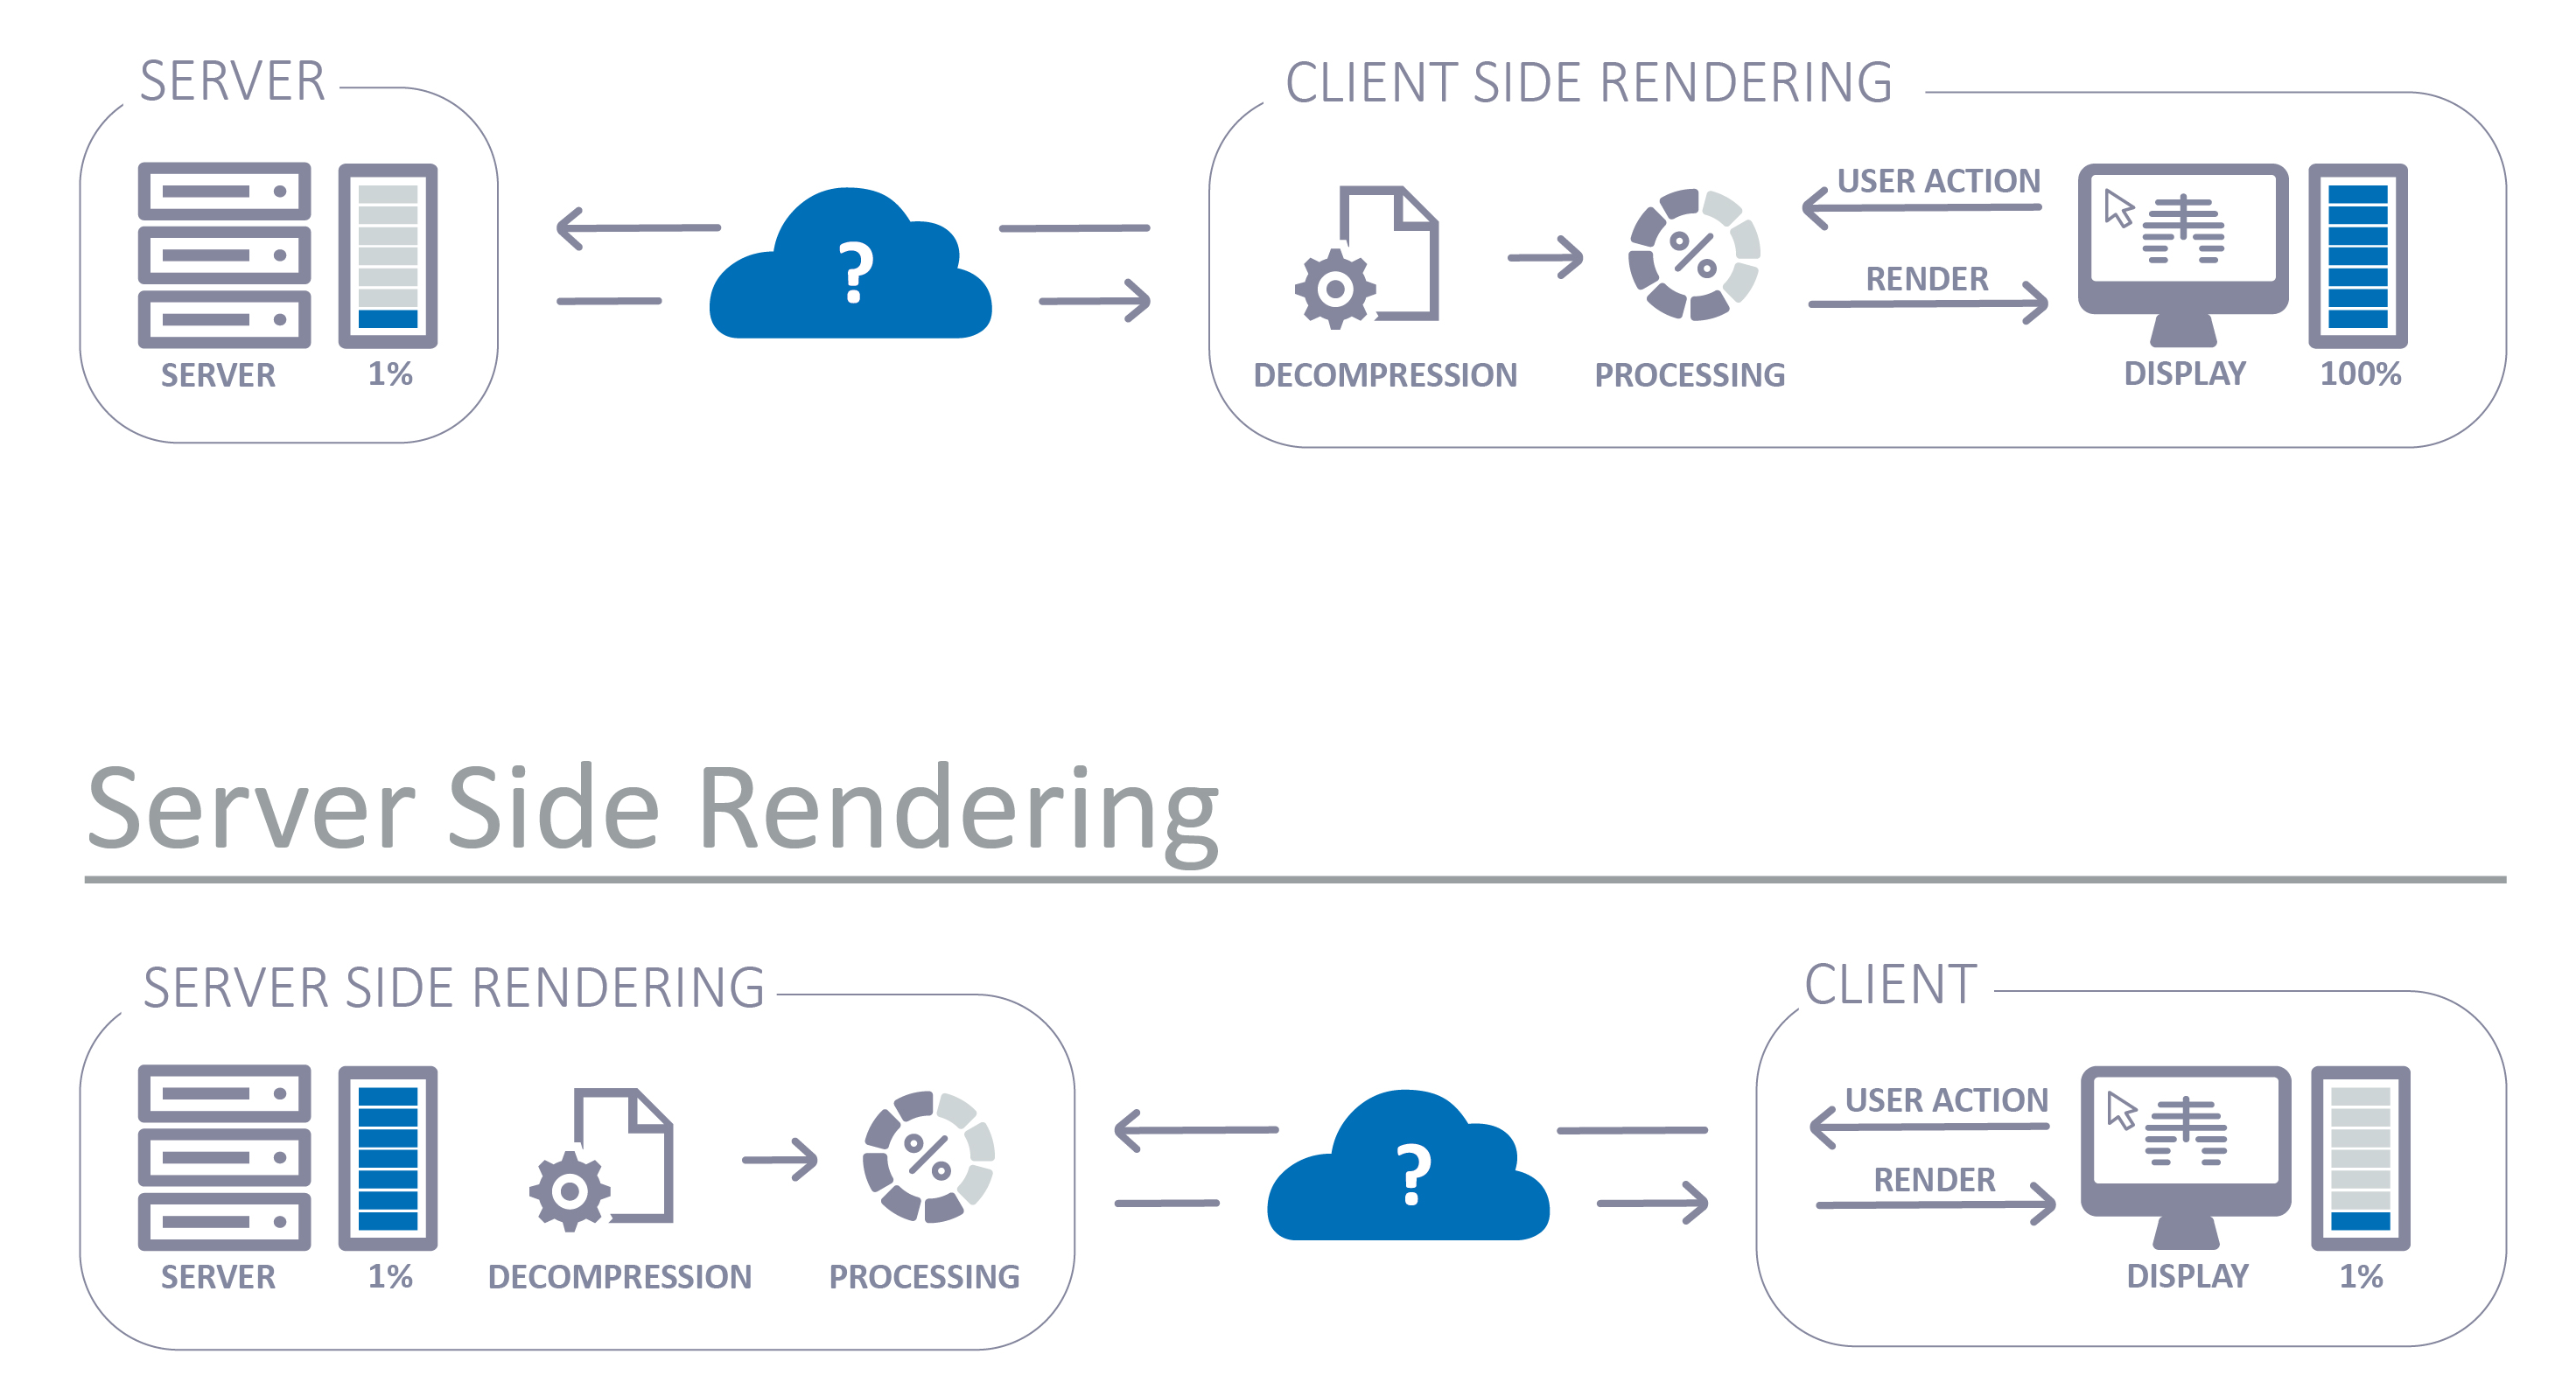 SERVER
CLIENT SIDE RENDERING
USER ACTION
RENDER
?
SERVER
1%
DECOMPRESSION
%
PROCESSING
DISPLAY
100%
Server Side Rendering
SERVER SIDE RENDERING
CLIENT
USER ACTION
RENDER
%
?
SERVER
1%
DECOMPRESSION
PROCESSING
DISPLAY
1%